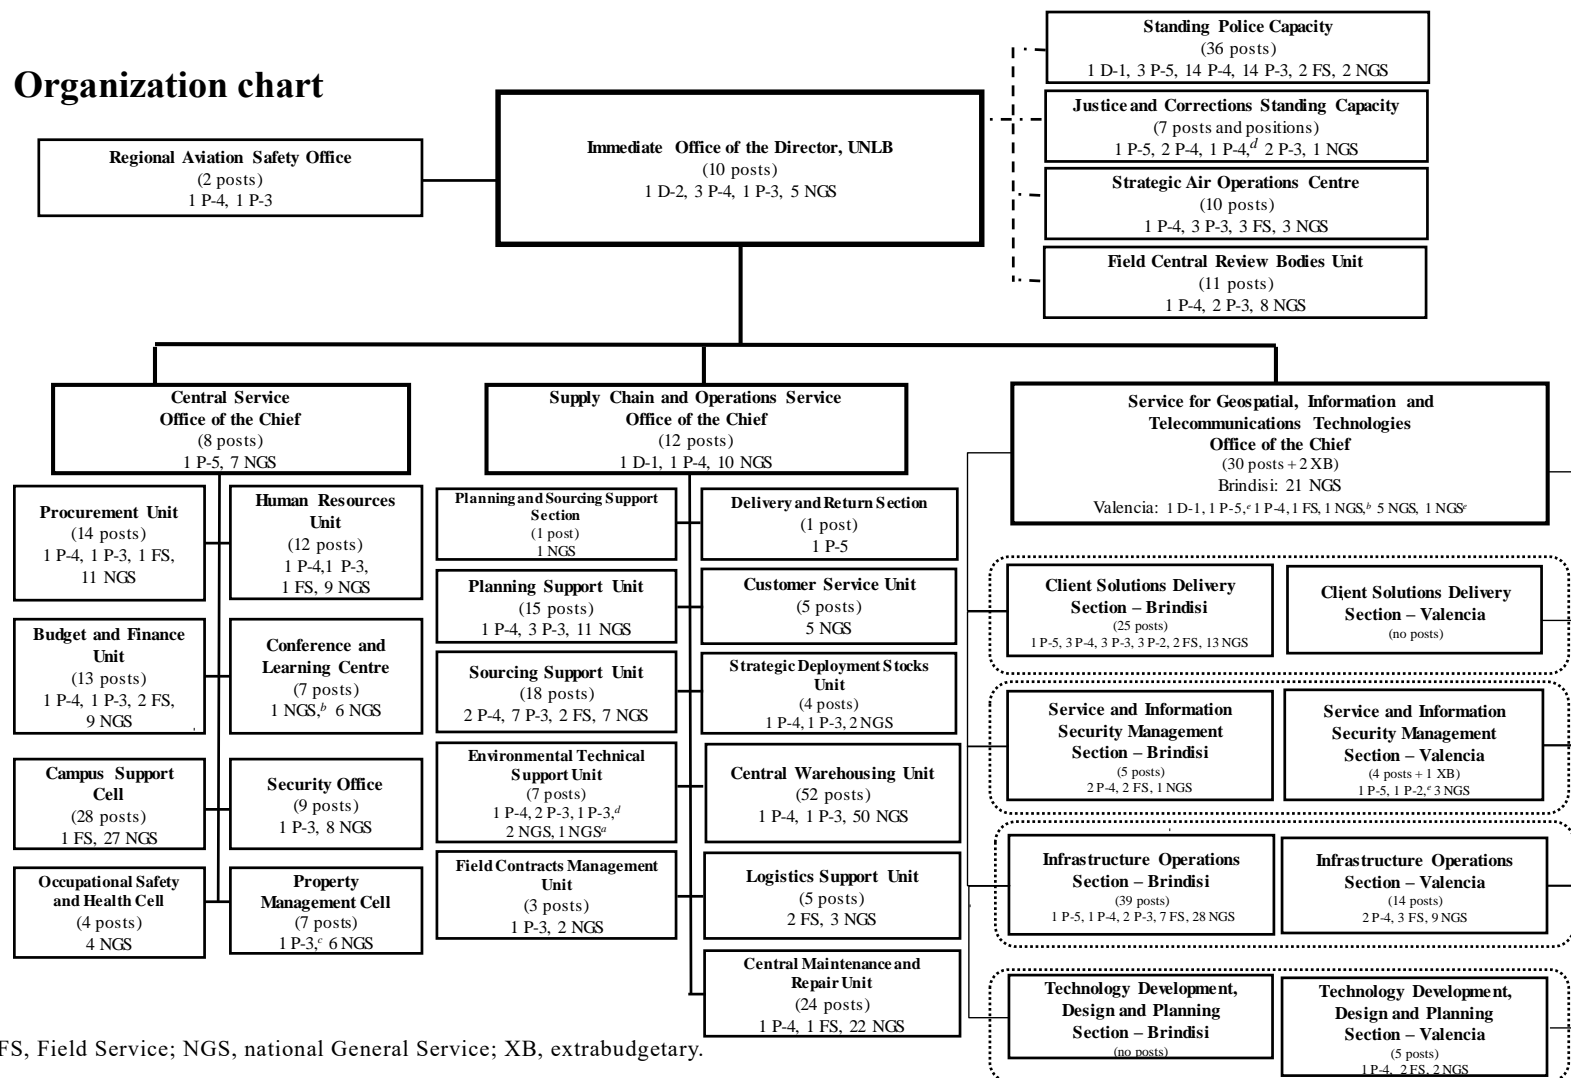 Organization chart
Standing Police Capacity
(36 posts)
1 D-1, 3 P-5, 14 P-4, 14 P-3, 2 FS, 2 NGS
Justice and Corrections Standing Capacity
(7 posts and positions)
1 P-5, 2 P-4, 1 P-4,d 2 P-3, 1 NGS
Strategic Air Operations Centre
(10 posts)
1 P-4, 3 P-3, 3 FS, 3 NGS
Field Central Review Bodies Unit
(11 posts)
1 P-4, 2 P-3, 8 NGS
Immediate Office of the Director, UNLB
(10 posts)
1 D-2, 3 P-4, 1 P-3, 5 NGS
Regional Aviation Safety Office
(2 posts)
1 P-4, 1 P-3
Central Service
Office of the Chief
(8 posts)
1 P-5, 7 NGS
Procurement Unit
(14 posts)
1 P-4, 1 P-3, 1 FS,
11 NGS
Human Resources
Unit
(12 posts)
1 P-4,1 P-3,
1 FS, 9 NGS
Budget and Finance
Unit
(13 posts)
1 P-4, 1 P-3, 2 FS,
9 NGS
Conference and
Learning Centre
(7 posts)
1 NGS,b 6 NGS
Campus Support
Cell
(28 posts)
1 FS, 27 NGS
Security Office
(9 posts)
1 P-3, 8 NGS
Occupational Safety
and Health Cell
(4 posts)
4 NGS
Property
Management Cell
(7 posts)
1 P-3,c 6 NGS
Supply Chain and Operations Service
Office of the Chief
(12 posts)
1 D-1, 1 P-4, 10 NGS
Planning and Sourcing Support
Section
(1 post)
1 NGS
Delivery and Return Section
(1 post)
1 P-5
Planning Support Unit
(15 posts)
1 P-4, 3 P-3, 11 NGS
Customer Service Unit
(5 posts)
5 NGS
Sourcing Support Unit
(18 posts)
2 P-4, 7 P-3, 2 FS, 7 NGS
Strategic Deployment Stocks
Unit
(4 posts)
1 P-4, 1 P-3, 2 NGS
Environmental Technical
Support Unit
(7 posts)
1 P-4, 2 P-3, 1 P-3,d
2 NGS, 1 NGSa
Central Warehousing Unit
(52 posts)
1 P-4, 1 P-3, 50 NGS
Field Contracts Management
Unit
(3 posts)
1 P-3, 2 NGS
Logistics Support Unit
(5 posts)
2 FS, 3 NGS
Central Maintenance and
Repair Unit
(24 posts)
1 P-4, 1 FS, 22 NGS
Service for Geospatial, Information and
Telecommunications Technologies
Office of the Chief
(30 posts + 2 XB)
Brindisi: 21 NGS
Valencia: 1 D-1, 1 P-5,e 1 P-4, 1 FS, 1 NGS,b 5 NGS, 1 NGSe
Client Solutions Delivery
Section – Brindisi
(25 posts)
1 P-5, 3 P-4, 3 P-3, 3 P-2, 2 FS, 13 NGS
Client Solutions Delivery
Section – Valencia
(no posts)
Service and Information
Security Management
Section – Brindisi
(5 posts)
2 P-4, 2 FS, 1 NGS
Service and Information
Security Management
Section – Valencia
(4 posts + 1 XB)
1 P-5, 1 P-2,e 3 NGS
Infrastructure Operations
Section – Brindisi
(39 posts)
1 P-5, 1 P-4, 2 P-3, 7 FS, 28 NGS
Infrastructure Operations
Section – Valencia
(14 posts)
2 P-4, 3 FS, 9 NGS
Technology Development,
Design and Planning
Section – Brindisi
(no posts)
Technology Development,
Design and Planning
Section – Valencia
(5 posts)
1 P-4, 2 FS, 2 NGS
FS, Field Service; NGS, national General Service; XB, extrabudgetary.